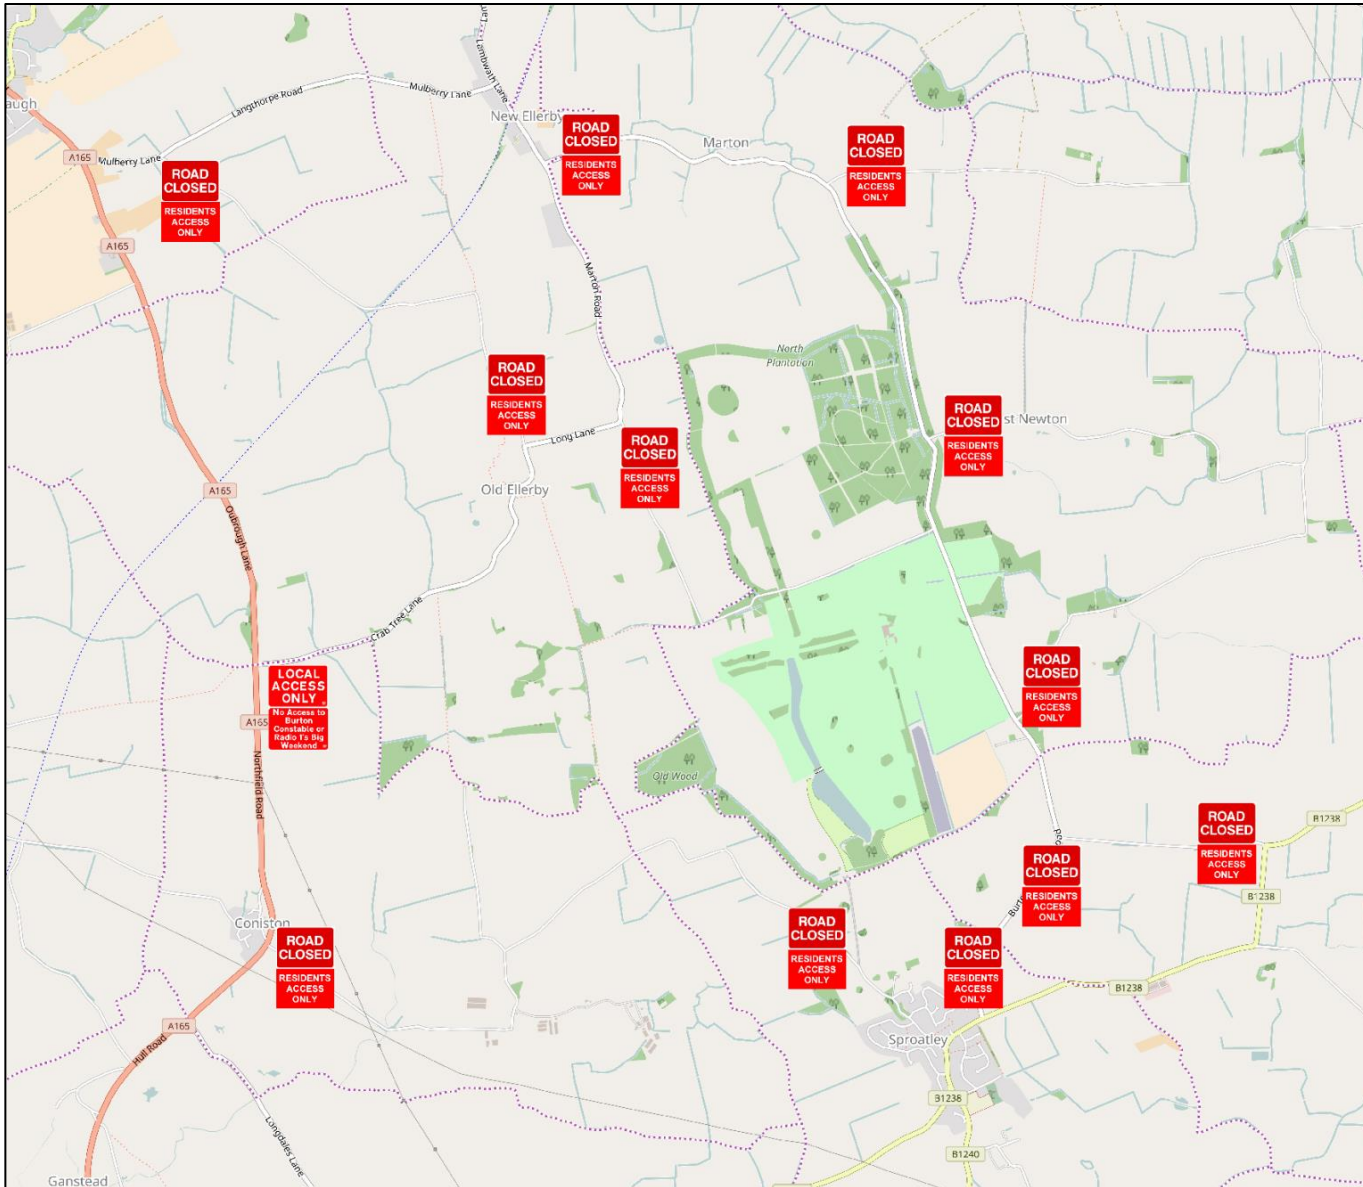 augh
A165
Mulberry Lane
Langthorpe Road
Mulberry Lane
Lambwath Lane
New Ellerby
ROAD
CLOSED
RESIDENTS
ACCESS
ONLY
Marton
ROAD
CLOSED
RESIDENTS
ACCESS
ONLY
ROAD
CLOSED
RESIDENTS
ACCESS
ONLY
A165
Marton Road
North
Plantation
ROAD
CLOSED
RESIDENTS
ACCESS
ONLY
Long Lane
Old Ellerby
ROAD
CLOSED
RESIDENTS
ACCESS
ONLY
ROAD
CLOSED
RESIDENTS
ACCESS
ONLY
st Newton
A165
Oubrough Lane
Crab Tree Lane
LOCAL
ACCESS
ONLY
No Access to
Burton
Constable or
Radio 1's Big
Weekend
A165
Northfield Road
Old Wood
ROAD
CLOSED
RESIDENTS
ACCESS
ONLY
ROAD
CLOSED
RESIDENTS
ACCESS
ONLY
B1238
B1238
ROAD
CLOSED
RESIDENTS
ACCESS
ONLY
Burt
oad
Coniston
ROAD
CLOSED
RESIDENTS
ACCESS
ONLY
ROAD
CLOSED
RESIDENTS
ACCESS
ONLY
ROAD
CLOSED
RESIDENTS
ACCESS
ONLY
B1238
A165
Hull Road
Longdales Lane
Sproatley
B1238
B1240
Ganstead